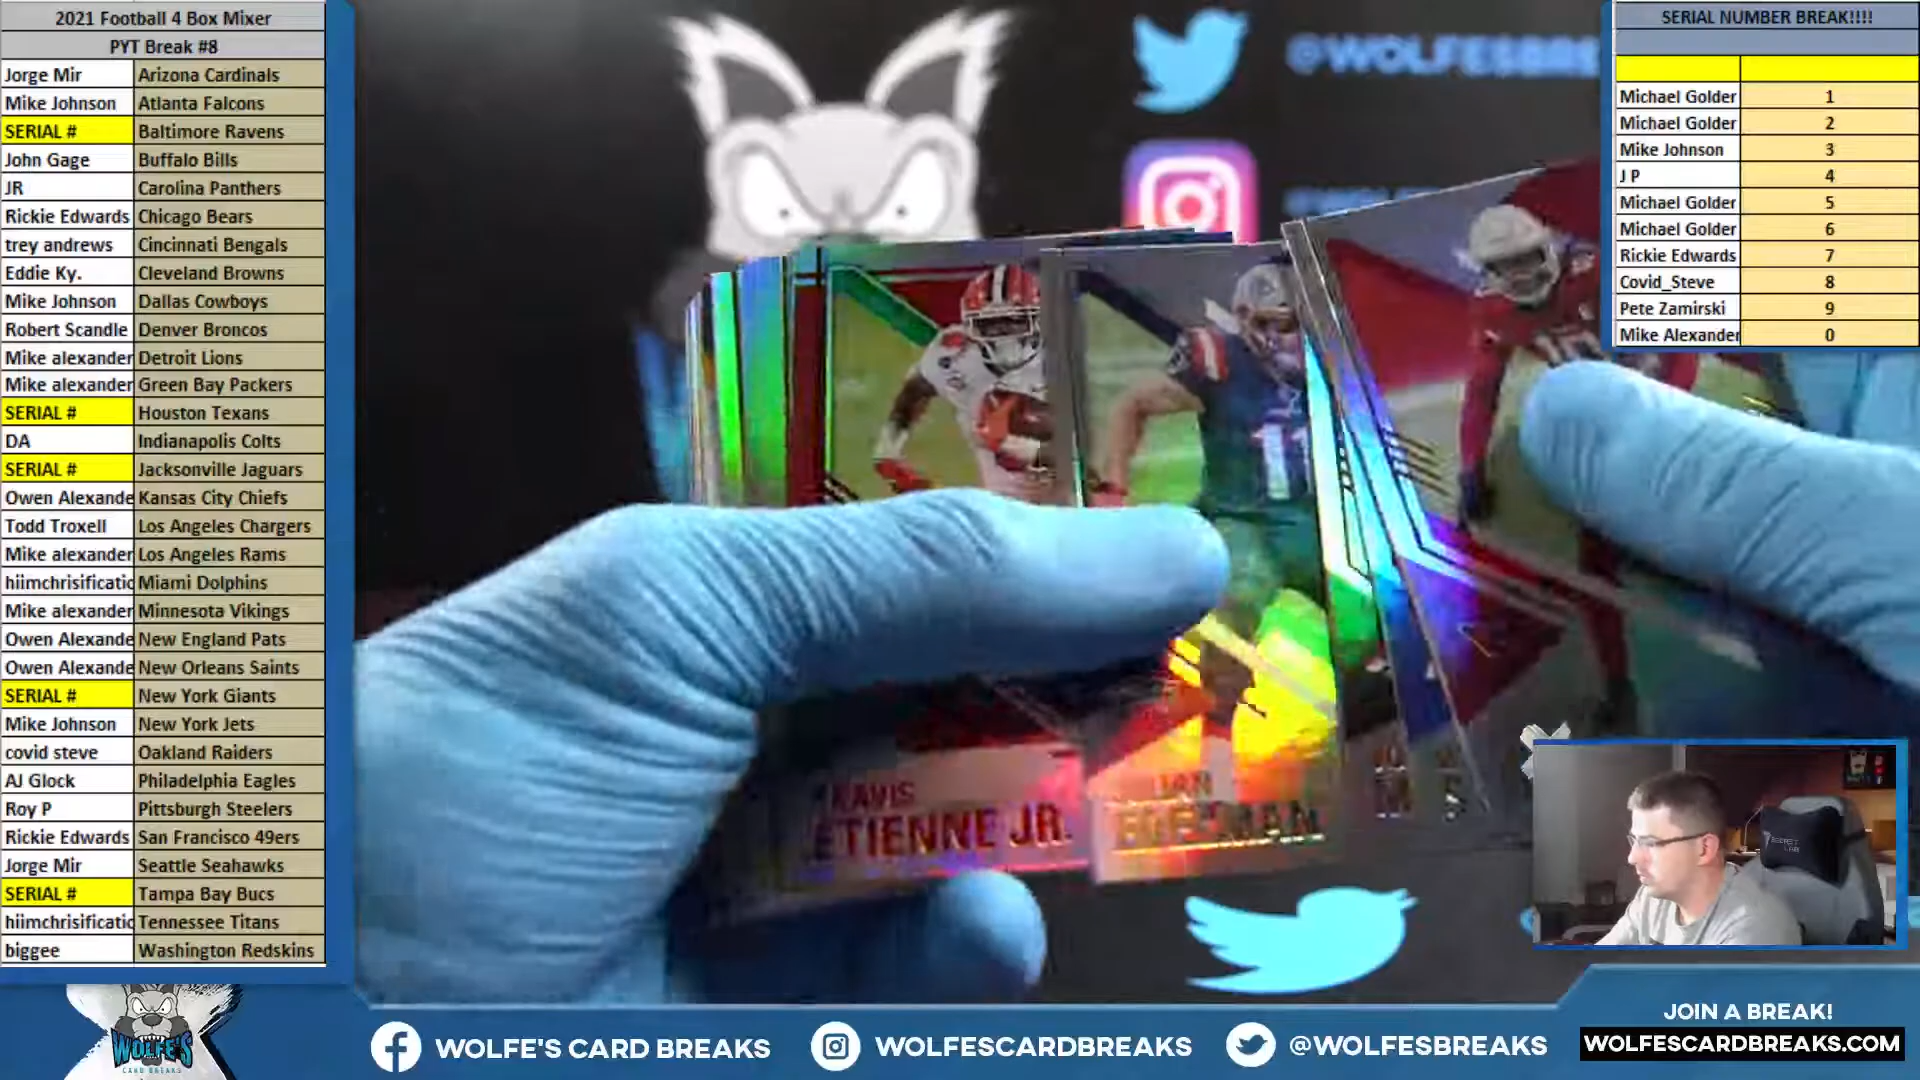 2021 Football 4 Box Mixer
PYT Break #8
Jorge Mir Arizona Cardinals
Mike Johnson Atlanta Falcons
SERIAL # Baltimore Ravens
John Gage Buffalo Bills
JR Carolina Panthers
Rickie Edwards Chicago Bears
trey andrews Cincinnati Bengals
Eddie Ky. Cleveland Browns
Mike Johnson Dallas Cowboys
Robert Scandle Denver Broncos
Mike alexander Detroit Lions
Mike alexander Green Bay Packers
SERIAL # Houston Texans
DA Indianapolis Colts
SERIAL # Jacksonville Jaguars
Owen Alexande Kansas City Chiefs
Todd Troxell Los Angeles Chargers
Mike alexander Los Angeles Rams
hiimchrisificatic Miami Dolphins
Mike alexander Minnesota Vikings
Owen Alexande New England Pats
Owen Alexande New Orleans Saints
SERIAL # New York Giants
Mike Johnson New York Jets
covid steve Oakland Raiders
AJ Glock Philadelphia Eagles
Roy P Pittsburgh Steelers
Rickie Edwards San Francisco 49ers
Jorge Mir Seattle Seahawks
SERIAL # Tampa Bay Bucs
hiimchrisificatic Tennessee Titans
biggee Washington Redskins
SERIAL NUMBER BREAK!!!!
Michael Golder 1
Michael Golder 2
Mike Johnson 3
J P 4
Michael Golder 5
Michael Golder 6
Rickie Edwards 7
Covid_Steve 8
Pete Zamirski 9
Mike Alexander 0
@WOLFESBRE
11
ETIENNE JR.
WOLFE'S
CARD BREAKS
WOLFE'S CARD BREAKS
WOLFESCARDBREAKS
@WOLFESBREAKS
JOIN A BREAK!
WOLFESCARDBREAKS.COM